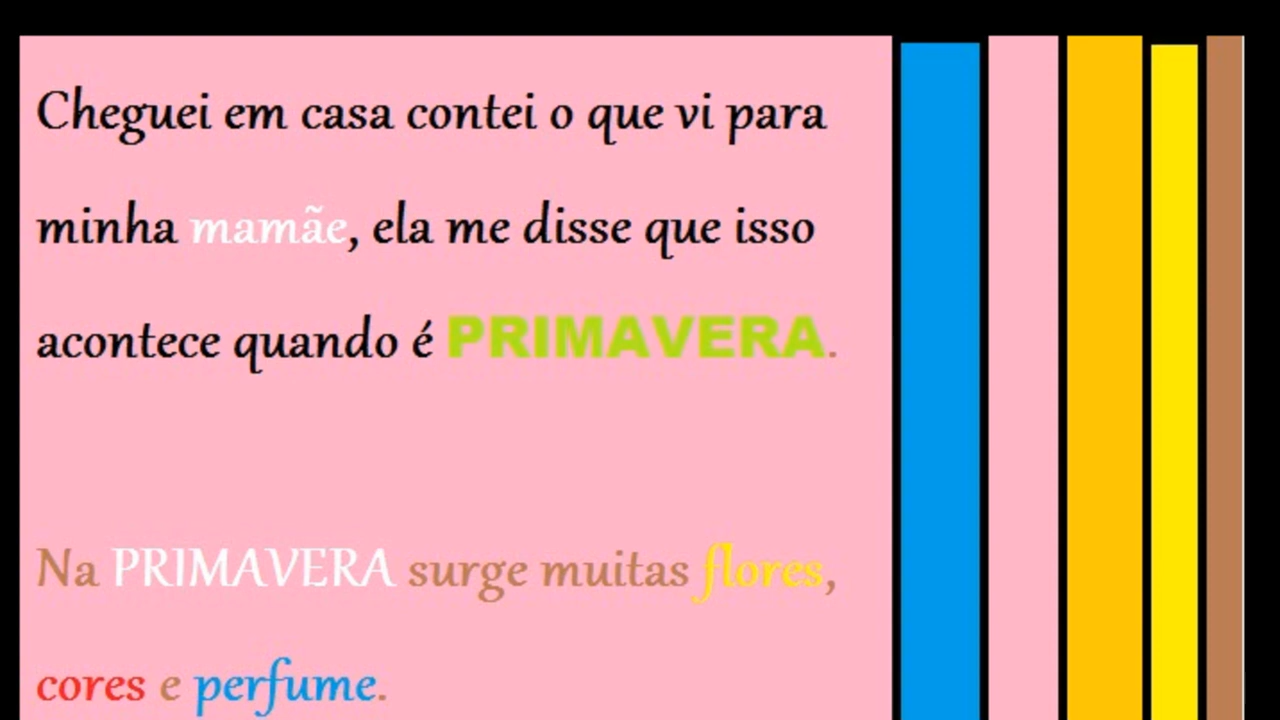 Cheguei em casa contei o que vi para
minha mamãe, ela me disse que isso
acontece quando é PRIMAVERA.
Na PRIMAVERA surge muitas flores,
cores e perfume.